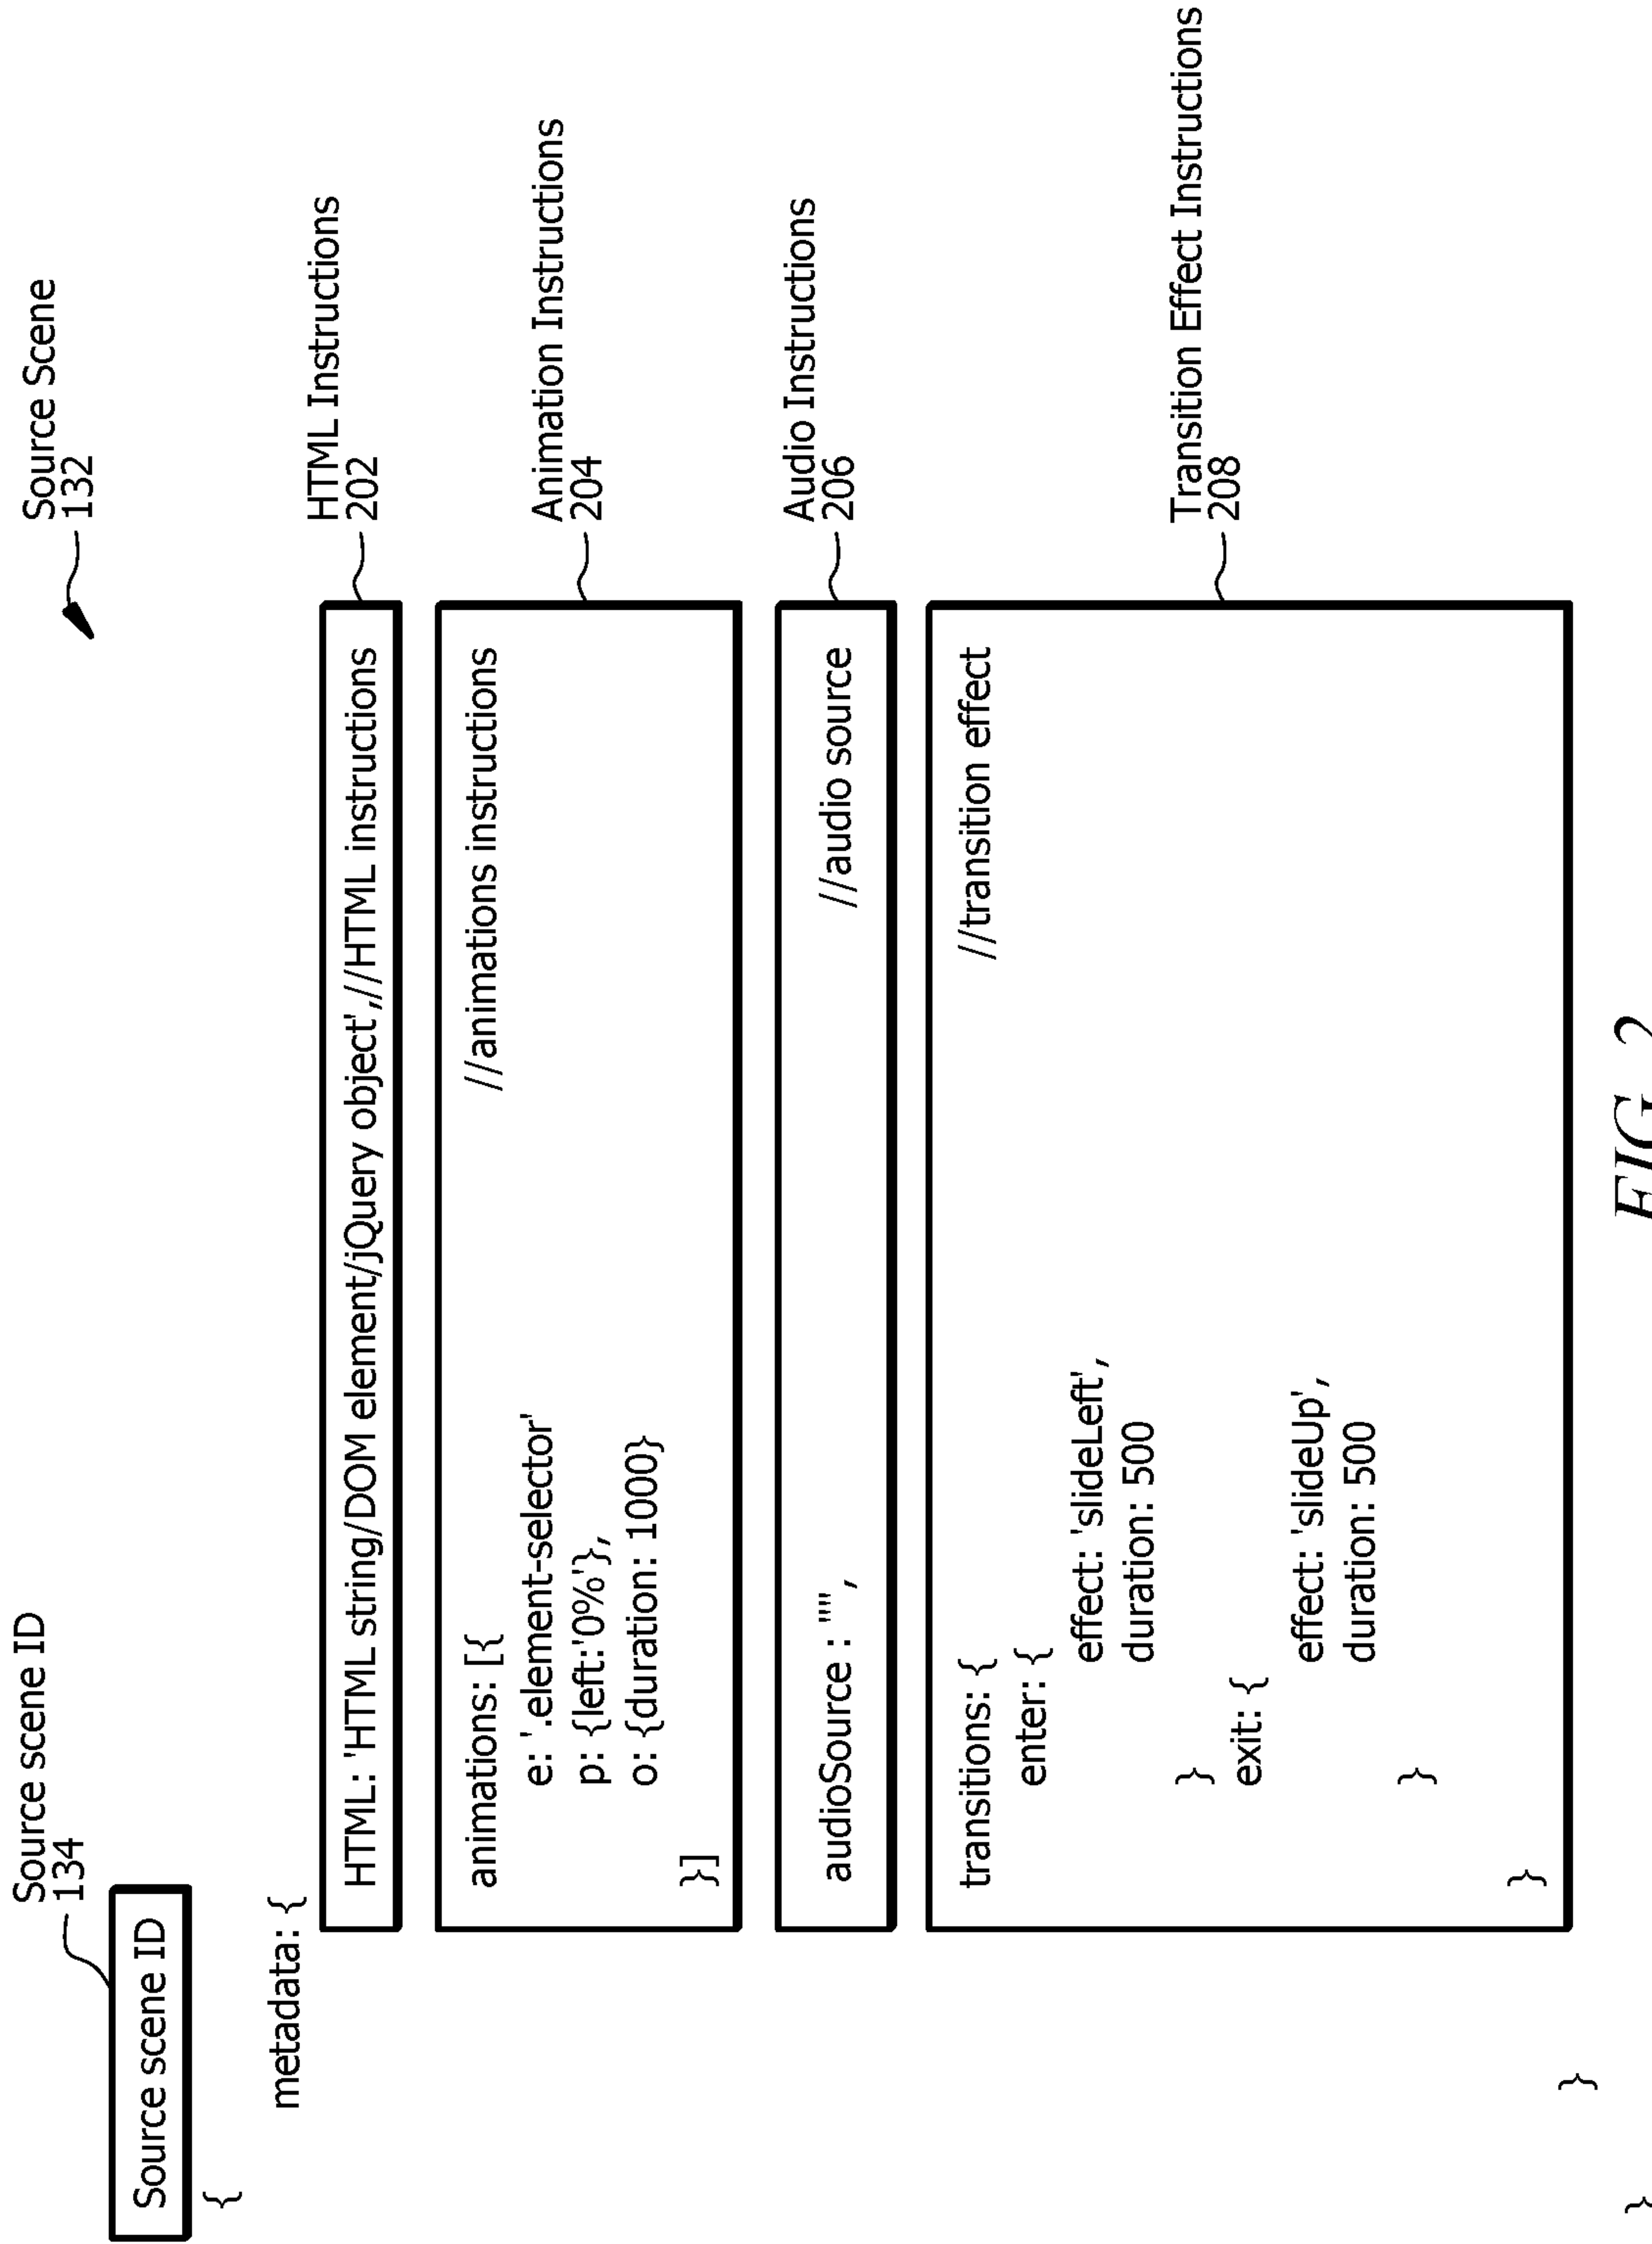 Source Scene
132
Source scene ID
134
Source scene ID
{
metadata: {
HTML Instructions
202
HTML: 'HTML string/DOM element/jQuery object',//HTML instructions
Animation Instructions
204
animations: [{ //animations instructions
e: '.element-selector'
p: {left:'0%'},
o: {duration: 1000}
}]
Audio Instructions
206
audioSource : "" , //audio source
Transition Effect Instructions
208
transitions: { //transition effect
enter: {
effect: 'slideLeft',
duration: 500
}
exit: {
effect: 'slideUp',
duration: 500
}
}
}
}
FIG. 2